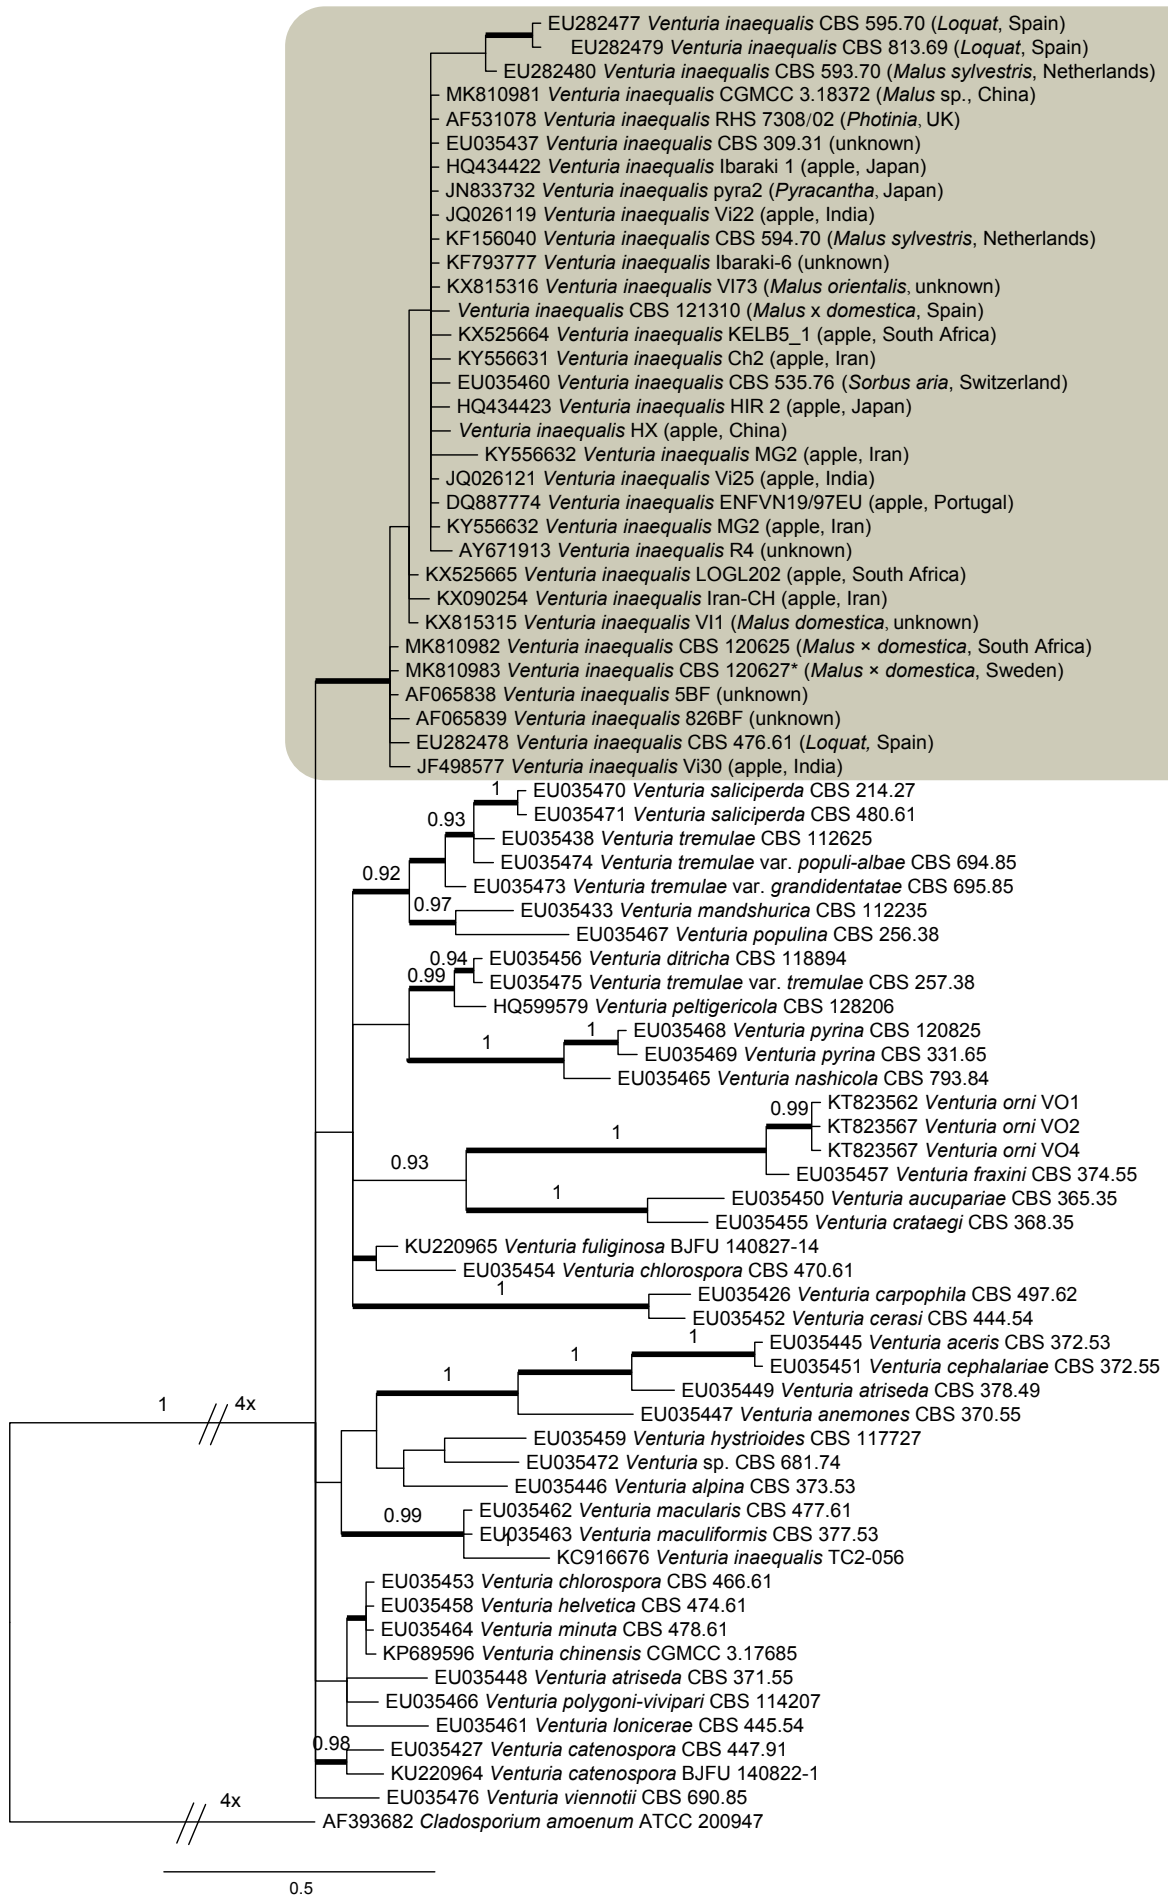 EU282477 Venturia inaequalis CBS 595.70 (Loquat, Spain)
EU282479 Venturia inaequalis CBS 813.69 (Loquat, Spain)
EU282480 Venturia inaequalis CBS 593.70 (Malus sylvestris, Netherlands)
MK810981 Venturia inaequalis CGMCC 3.18372 (Malus sp., China)
AF531078 Venturia inaequalis RHS 7308/02 (Photinia, UK)
EU035437 Venturia inaequalis CBS 309.31 (unknown)
HQ434422 Venturia inaequalis Ibaraki 1 (apple, Japan)
JN833732 Venturia inaequalis pyra2 (Pyracantha, Japan)
JQ026119 Venturia inaequalis Vi22 (apple, India)
KF156040 Venturia inaequalis CBS 594.70 (Malus sylvestris, Netherlands)
KF793777 Venturia inaequalis Ibaraki-6 (unknown)
KX815316 Venturia inaequalis VI73 (Malus orientalis, unknown)
Venturia inaequalis CBS 121310 (Malus x domestica, Spain)
KX525664 Venturia inaequalis KELB5_1 (apple, South Africa)
KY556631 Venturia inaequalis Ch2 (apple, Iran)
EU035460 Venturia inaequalis CBS 535.76 (Sorbus aria, Switzerland)
HQ434423 Venturia inaequalis HIR 2 (apple, Japan)
Venturia inaequalis HX (apple, China)
KY556632 Venturia inaequalis MG2 (apple, Iran)
JQ026121 Venturia inaequalis Vi25 (apple, India)
DQ887774 Venturia inaequalis ENFVN19/97EU (apple, Portugal)
KY556632 Venturia inaequalis MG2 (apple, Iran)
AY671913 Venturia inaequalis R4 (unknown)
KX525665 Venturia inaequalis LOGL202 (apple, South Africa)
KX090254 Venturia inaequalis Iran-CH (apple, Iran)
KX815315 Venturia inaequalis VI1 (Malus domestica, unknown)
MK810982 Venturia inaequalis CBS 120625 (Malus × domestica, South Africa)
MK810983 Venturia inaequalis CBS 120627* (Malus × domestica, Sweden)
AF065838 Venturia inaequalis 5BF (unknown)
AF065839 Venturia inaequalis 826BF (unknown)
EU282478 Venturia inaequalis CBS 476.61 (Loquat, Spain)
JF498577 Venturia inaequalis Vi30 (apple, India)
1
EU035470 Venturia saliciperda CBS 214.27
EU035471 Venturia saliciperda CBS 480.61
0.93
EU035438 Venturia tremulae CBS 112625
EU035474 Venturia tremulae var. populi-albae CBS 694.85
0.92
EU035473 Venturia tremulae var. grandidentatae CBS 695.85
0.97
EU035433 Venturia mandshurica CBS 112235
EU035467 Venturia populina CBS 256.38
0.94
EU035456 Venturia ditricha CBS 118894
0.99
EU035475 Venturia tremulae var. tremulae CBS 257.38
HQ599579 Venturia peltigericola CBS 128206
1
EU035468 Venturia pyrina CBS 120825
1
EU035469 Venturia pyrina CBS 331.65
EU035465 Venturia nashicola CBS 793.84
0.99
KT823562 Venturia orni VO1
KT823567 Venturia orni VO2
1
KT823567 Venturia orni VO4
0.93
EU035457 Venturia fraxini CBS 374.55
1
EU035450 Venturia aucupariae CBS 365.35
EU035455 Venturia crataegi CBS 368.35
KU220965 Venturia fuliginosa BJFU 140827-14
EU035454 Venturia chlorospora CBS 470.61
1
EU035426 Venturia carpophila CBS 497.62
EU035452 Venturia cerasi CBS 444.54
1
EU035445 Venturia aceris CBS 372.53
1
EU035451 Venturia cephalariae CBS 372.55
1
EU035449 Venturia atriseda CBS 378.49
1 4x
EU035447 Venturia anemones CBS 370.55
EU035459 Venturia hystrioides CBS 117727
EU035472 Venturia sp. CBS 681.74
EU035446 Venturia alpina CBS 373.53
0.99
EU035462 Venturia macularis CBS 477.61
EU035463 Venturia maculiformis CBS 377.53
1
KC916676 Venturia inaequalis TC2-056
EU035453 Venturia chlorospora CBS 466.61
EU035458 Venturia helvetica CBS 474.61
EU035464 Venturia minuta CBS 478.61
KP689596 Venturia chinensis CGMCC 3.17685
EU035448 Venturia atriseda CBS 371.55
EU035466 Venturia polygoni-vivipari CBS 114207
EU035461 Venturia lonicerae CBS 445.54
0.98
EU035427 Venturia catenospora CBS 447.91
KU220964 Venturia catenospora BJFU 140822-1
EU035476 Venturia viennotii CBS 690.85
4x
AF393682 Cladosporium amoenum ATCC 200947
0.5